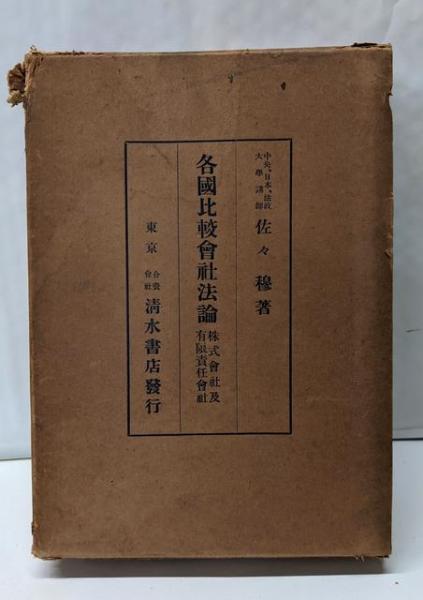 中央、日本、法政
大學講師
佐々穆著
各國比較會社法論
株式會社及
有限責任會社
東京
合資
會社
清水書店發行